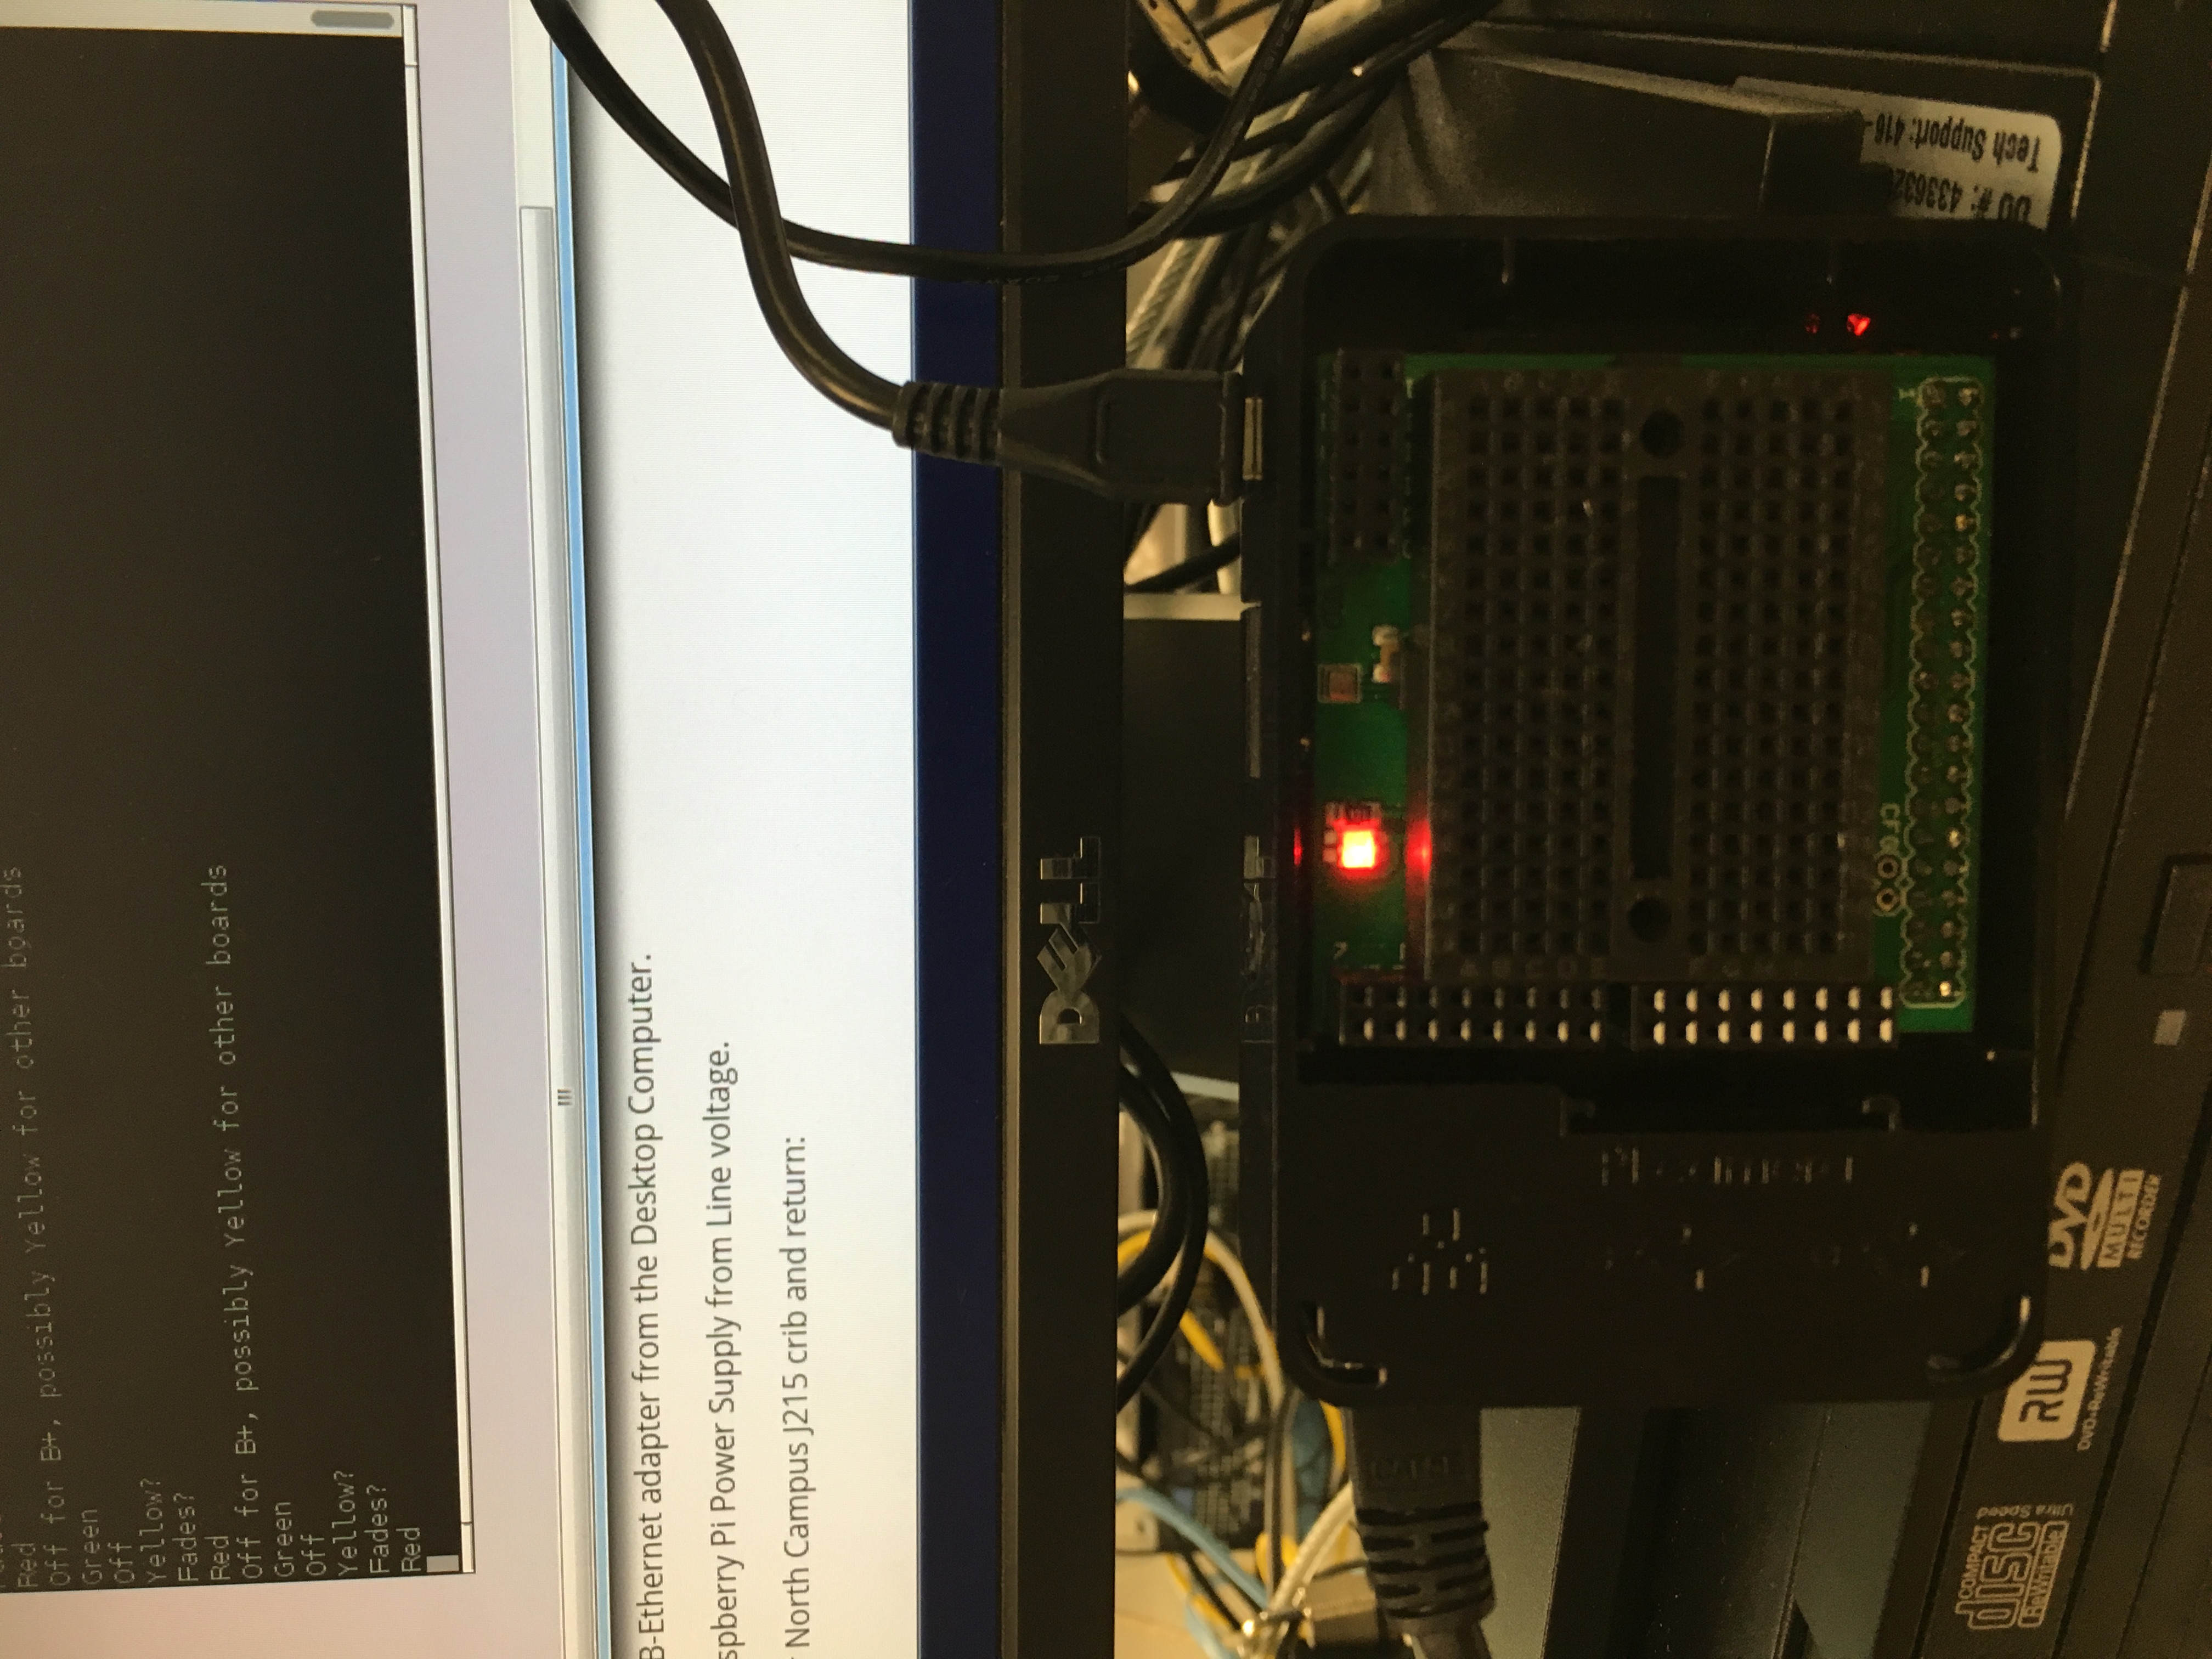 Red
Off for B+, possibly Yellow for other boards
Green
Off
Yellow?
Fades?
Red
Off for B+, possibly Yellow for other boards
Green
Off
Yellow?
Fades?
Red
B-Ethernet adapter from the Desktop Computer.
spberry Pi Power Supply from Line voltage.
North Campus J215 crib and return:
DELL
COMPACT
disc
ReWritable
Ultra Speed
RW
DVD+ReWritable
DVD
MULTI
RECORDER
Tech Support: 416-